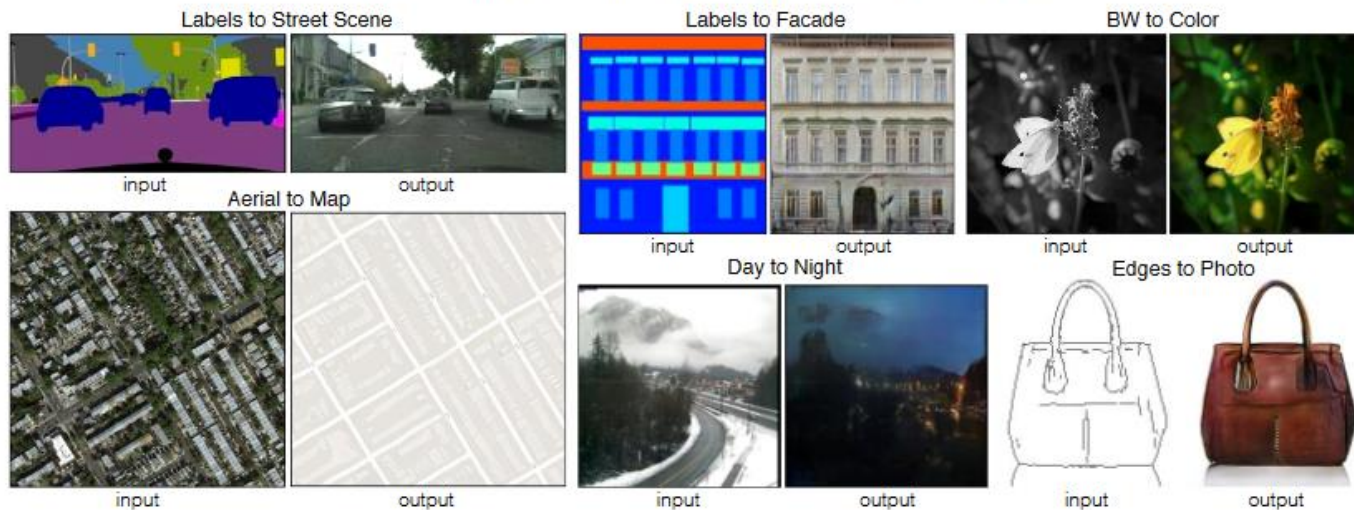 Labels to Street Scene
input
output
Aerial to Map
input
output
Labels to Facade
input
output
BW to Color
input
output
Day to Night
input
output
Edges to Photo
input
output